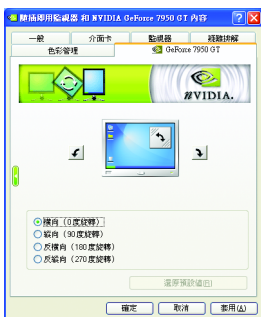 隨插即用監視器 和 NVIDIA GeForce 7950 GT 內容
一般 介面卡 監視器 疑難排解
色彩管理 GeForce 7950 GT
NVIDIA.
橫向 (0度旋轉)
縱向 (90度旋轉)
反橫向 (180度旋轉)
反縱向 (270度旋轉)
還原預設值(R)
確定 取消 套用(A)